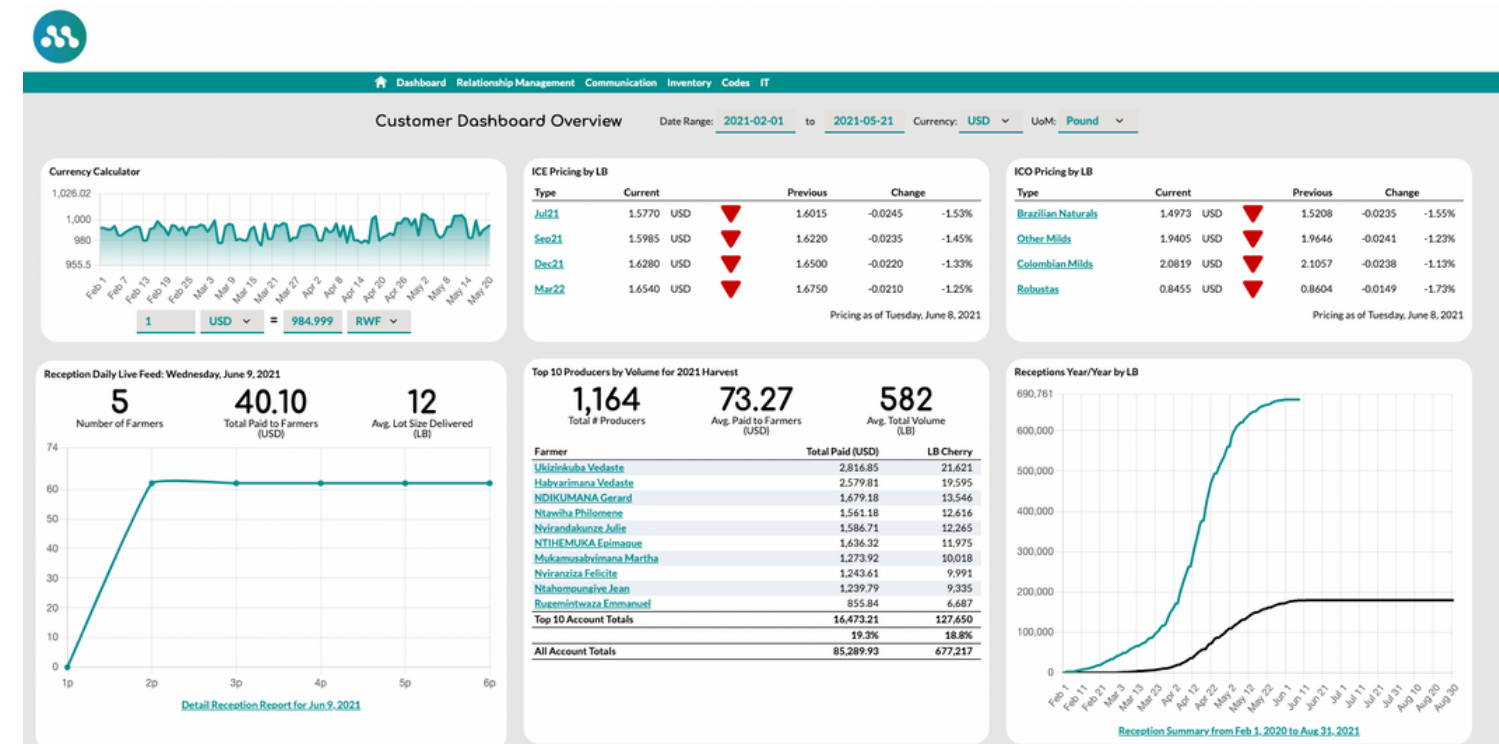 Dashboard Relationship Management Communication Inventory Codes IT
Customer Dashboard Overview Date Range: 2021-02-01 to 2021-05-21 Currency: USD UoM: Pound
Currency Calculator
1,026.02
1,000
980
955.5
Feb 1 Feb 7 Feb 13 Feb 19 Feb 25 Mar 3 Mar 9 Mar 15 Mar 21 Mar 27 Apr 2 Apr 8 Apr 14 Apr 20 Apr 26 May 2 May 8 May 14 May 20
1 USD = 984.999 RWF
ICE Pricing by LB
Type Current Previous Change
Jul21 1.5770 USD 1.6015 -0.0245 -1.53%
Sep21 1.5985 USD 1.6220 -0.0235 -1.45%
Dec21 1.6280 USD 1.6500 -0.0220 -1.33%
Mar22 1.6540 USD 1.6750 -0.0210 -1.25%
Pricing as of Tuesday, June 8, 2021
ICO Pricing by LB
Type Current Previous Change
Brazilian Naturals 1.4973 USD 1.5208 -0.0235 -1.55%
Other Milds 1.9405 USD 1.9646 -0.0241 -1.23%
Colombian Milds 2.0819 USD 2.1057 -0.0238 -1.13%
Robustas 0.8455 USD 0.8604 -0.0149 -1.73%
Pricing as of Tuesday, June 8, 2021
Reception Daily Live Feed: Wednesday, June 9, 2021
5 40.10 12
Number of Farmers Total Paid to Farmers Avg. Lot Size Delivered
(USD) (LB)
74
60
50
40
30
20
10
0
1p 2p 3p 4p 5p 6p
Detail Reception Report for Jun 9, 2021
Top 10 Producers by Volume for 2021 Harvest
1,164 73.27 582
Total # Producers Avg. Paid to Farmers Avg. Total Volume
(USD) (LB)
Farmer Total Paid (USD) LB Cherry
Ukizinkuba Vedaste 2,816.85 21,621
Habyarimana Vedaste 2,579.81 19,595
NDIKUMANA Gerard 1,679.18 13,546
Ntawiha Philomene 1,561.18 12,616
Nyirandakunze Julie 1,586.71 12,265
NTIHEMUKA Epimaque 1,636.32 11,975
Mukamusabyimana Martha 1,273.92 10,018
Nyiranziza Felicite 1,243.61 9,991
Ntahompungiye Jean 1,239.79 9,335
Rugemintwaza Emmanuel 855.84 6,687
Top 10 Account Totals 16,473.21 127,650
19.3% 18.8%
All Account Totals 85,289.93 677,217
Receptions Year/Year by LB
690,761
600,000
500,000
400,000
300,000
200,000
100,000
0
Feb 1 Feb 11 Feb 21 Mar 3 Mar 13 Mar 23 Apr 2 Apr 12 Apr 22 May 2 May 12 May 22 Jun 1 Jun 11 Jun 21 Jul 1 Jul 11 Jul 21 Jul 31 Aug 10 Aug 20 Aug 30
Reception Summary from Feb 1, 2020 to Aug 31, 2021